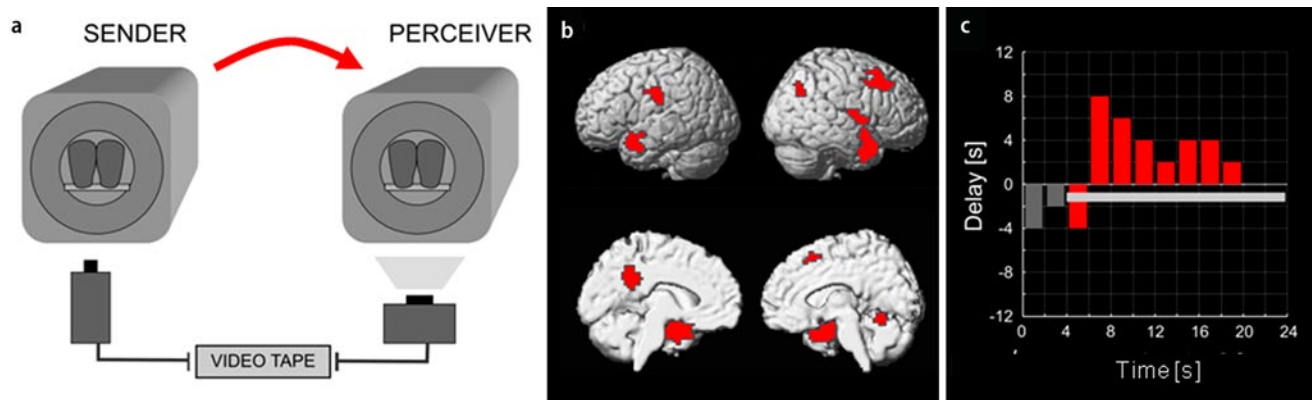 a
SENDER
PERCEIVER
VIDEO TAPE
b
c
Delay [s]
12
8
4
0
-4
-8
-12
0 4 8 12 16 20 24
Time [s]